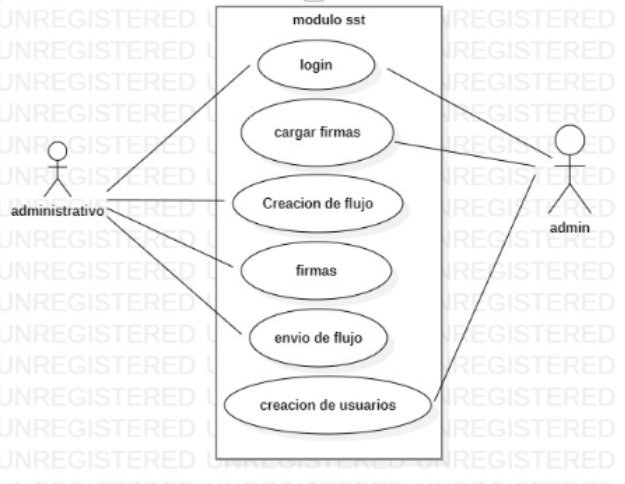 modulo sst
login
cargar firmas
Creacion de flujo
administrativo
firmas
admin
envio de flujo
creacion de usuarios
UNREGISTERED